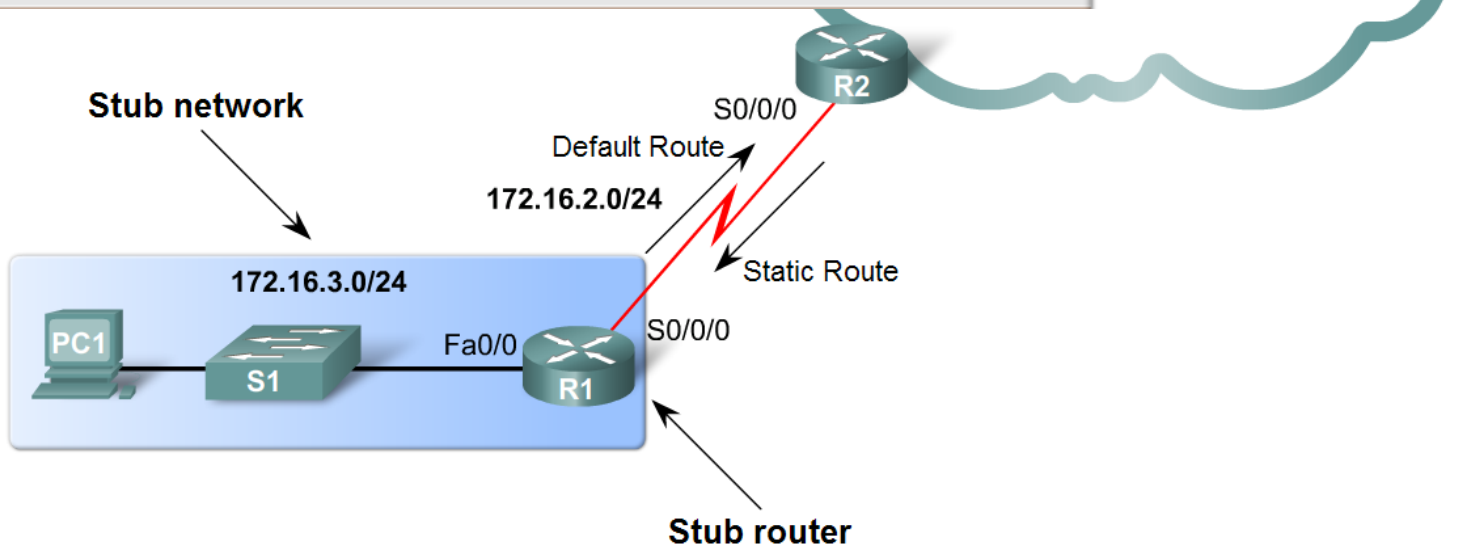 R2
S0/0/0
Stub network
Default Route
172.16.2.0/24
Static Route
172.16.3.0/24
PC1
S1
Fa0/0
R1
S0/0/0
Stub router